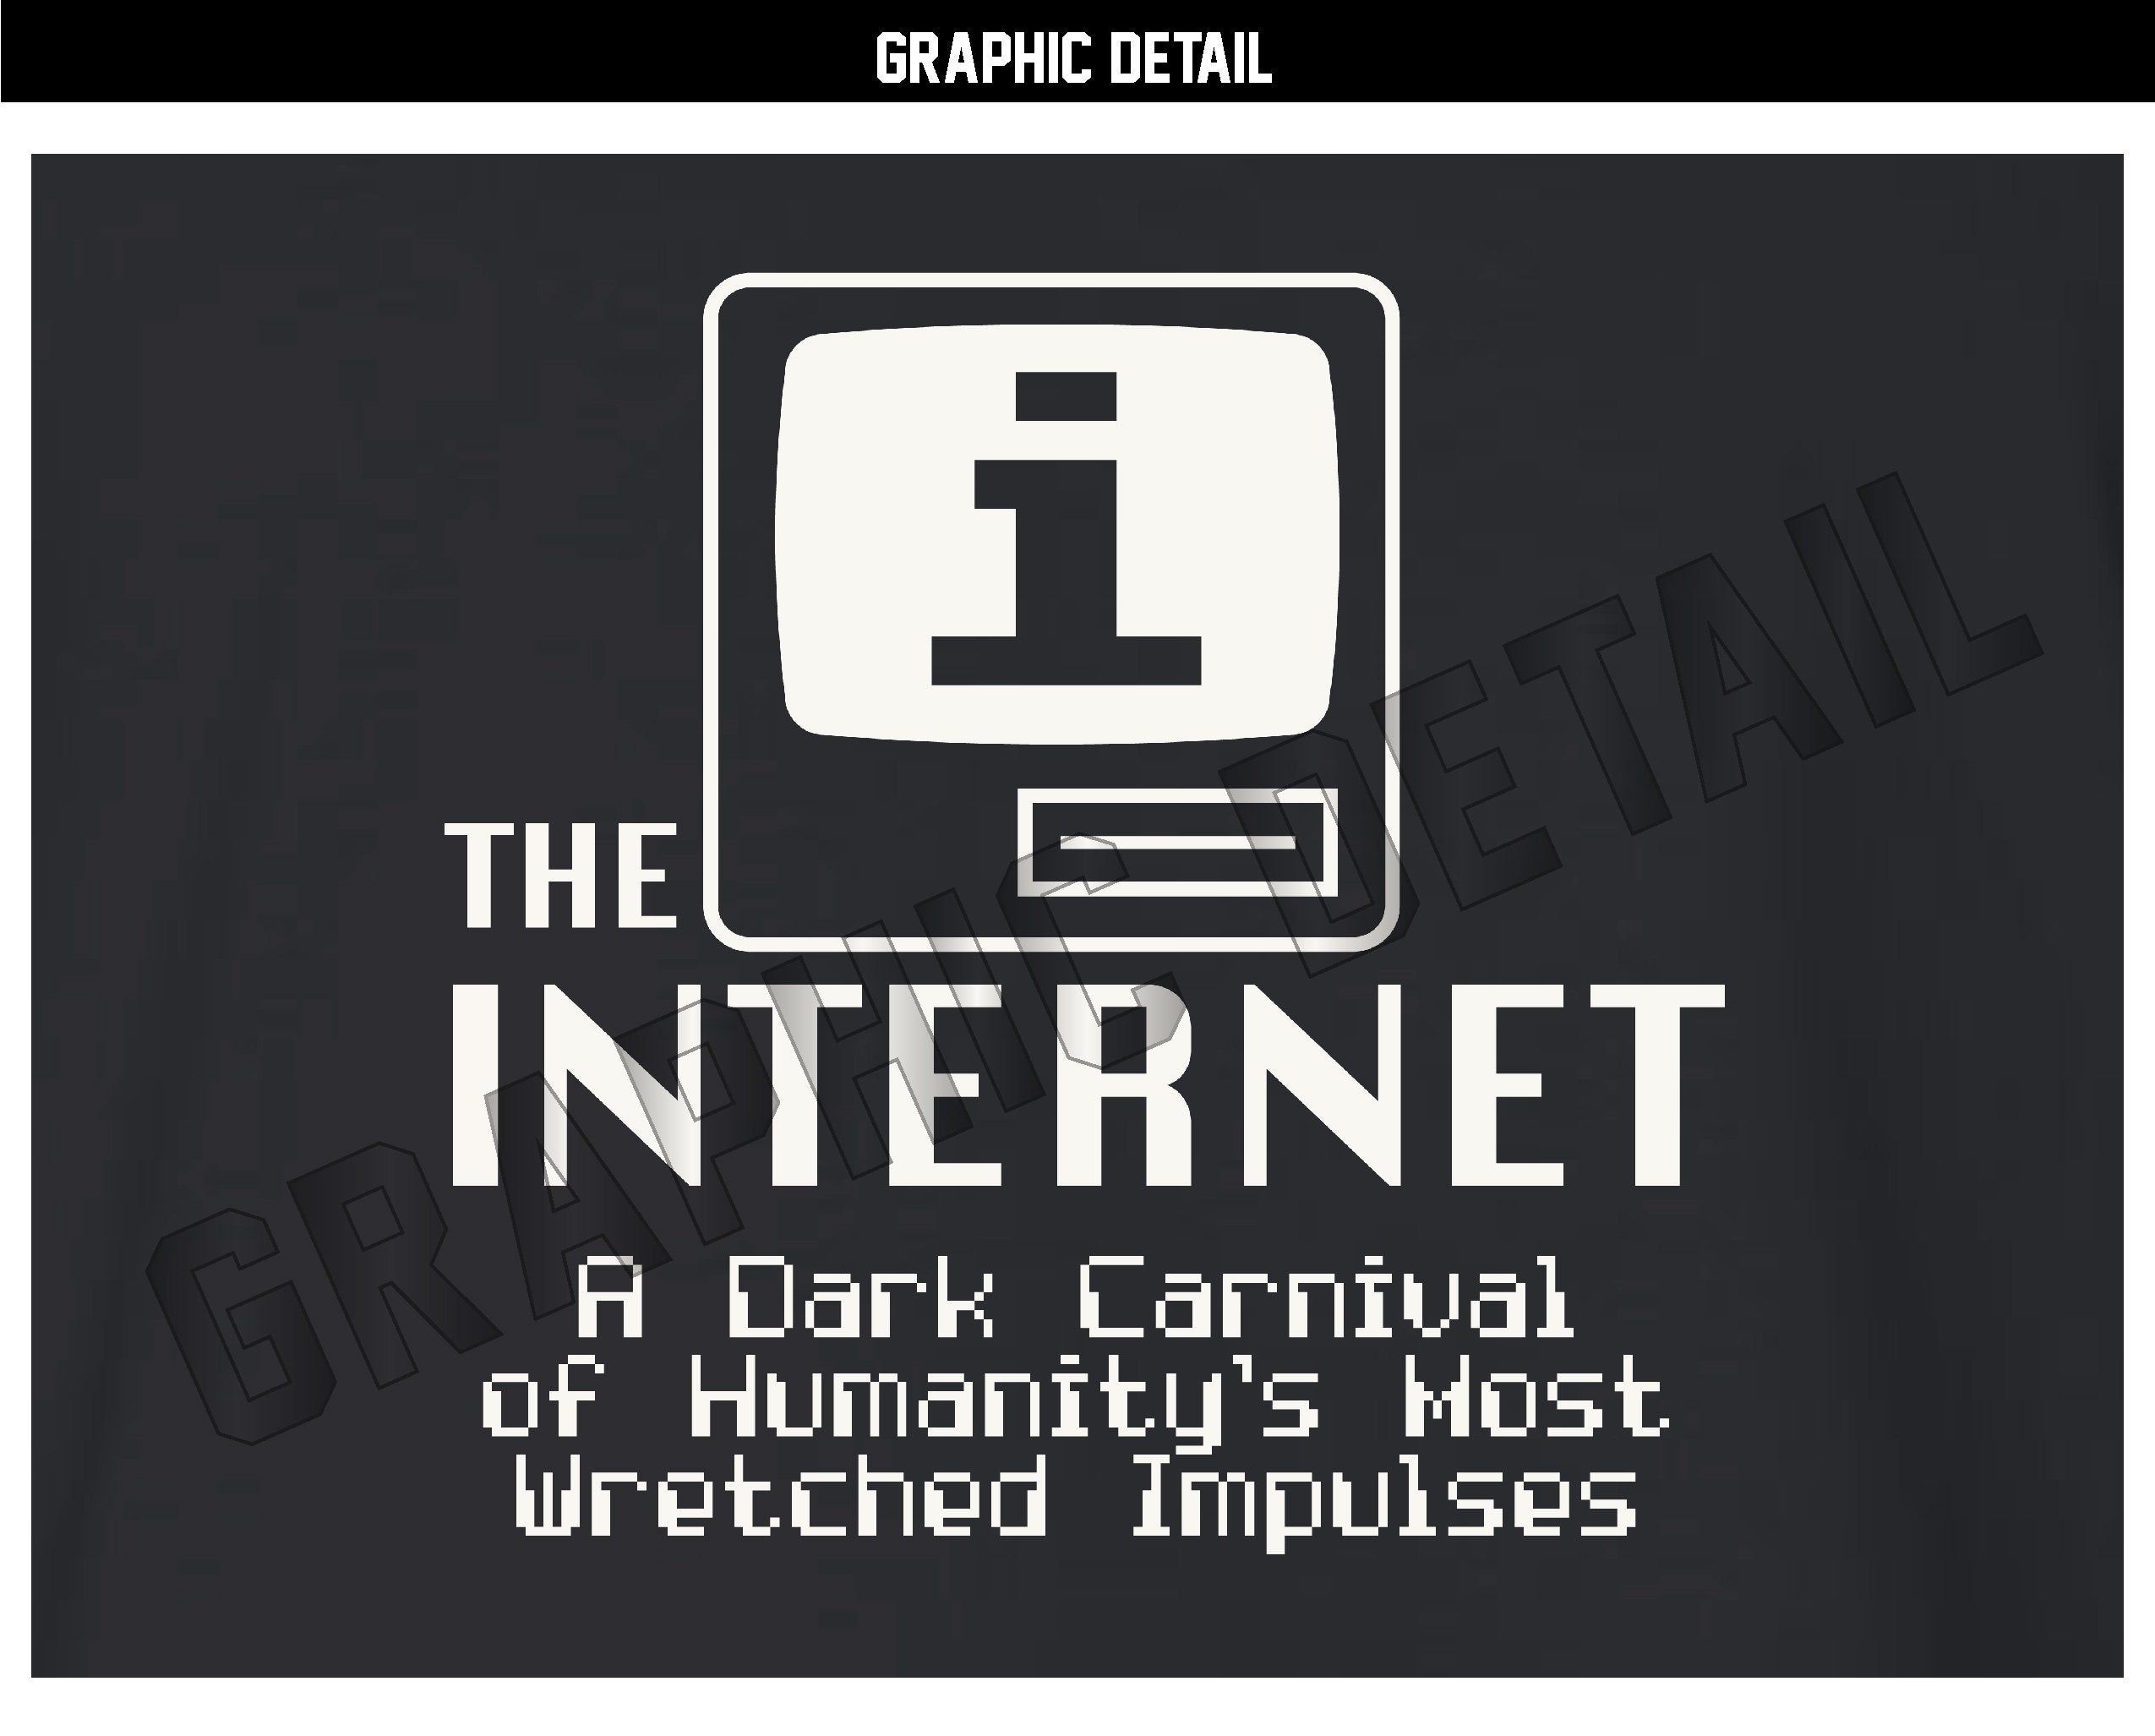 GRAPHIC DETAIL
i
THE
INTERNET
A Dark Carnival
of Humanity's Most
Wretched Impulses
GRAPHIC DETAIL